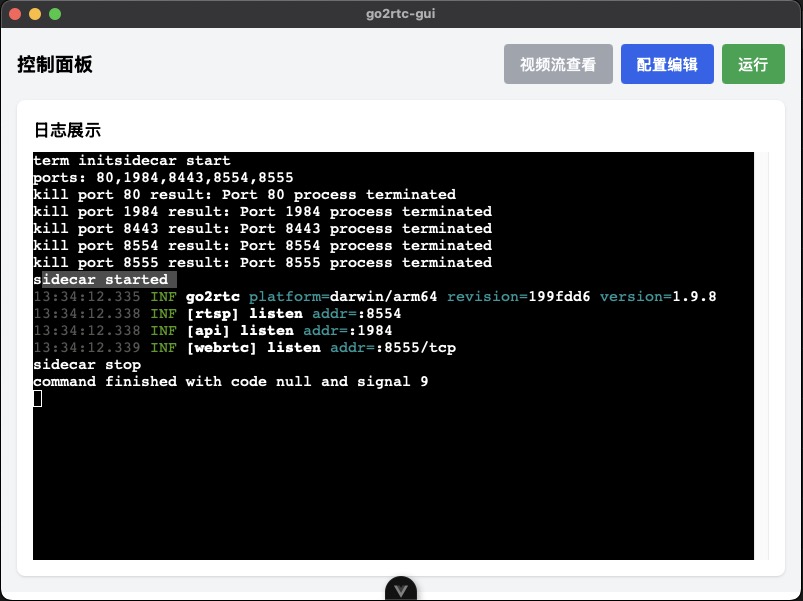 go2rtc-gui
控制面板
视频流查看
配置编辑
运行
日志展示
term initsidecar start
ports: 80,1984,8443,8554,8555
kill port 80 result: Port 80 process terminated
kill port 1984 result: Port 1984 process terminated
kill port 8443 result: Port 8443 process terminated
kill port 8554 result: Port 8554 process terminated
kill port 8555 result: Port 8555 process terminated
sidecar started
13:34:12.335 INF go2rtc platform=darwin/arm64 revision=199fdd6 version=1.9.8
13:34:12.338 INF [rtsp] listen addr=:8554
13:34:12.338 INF [api] listen addr=:1984
13:34:12.339 INF [webrtc] listen addr=:8555/tcp
sidecar stop
command finished with code null and signal 9